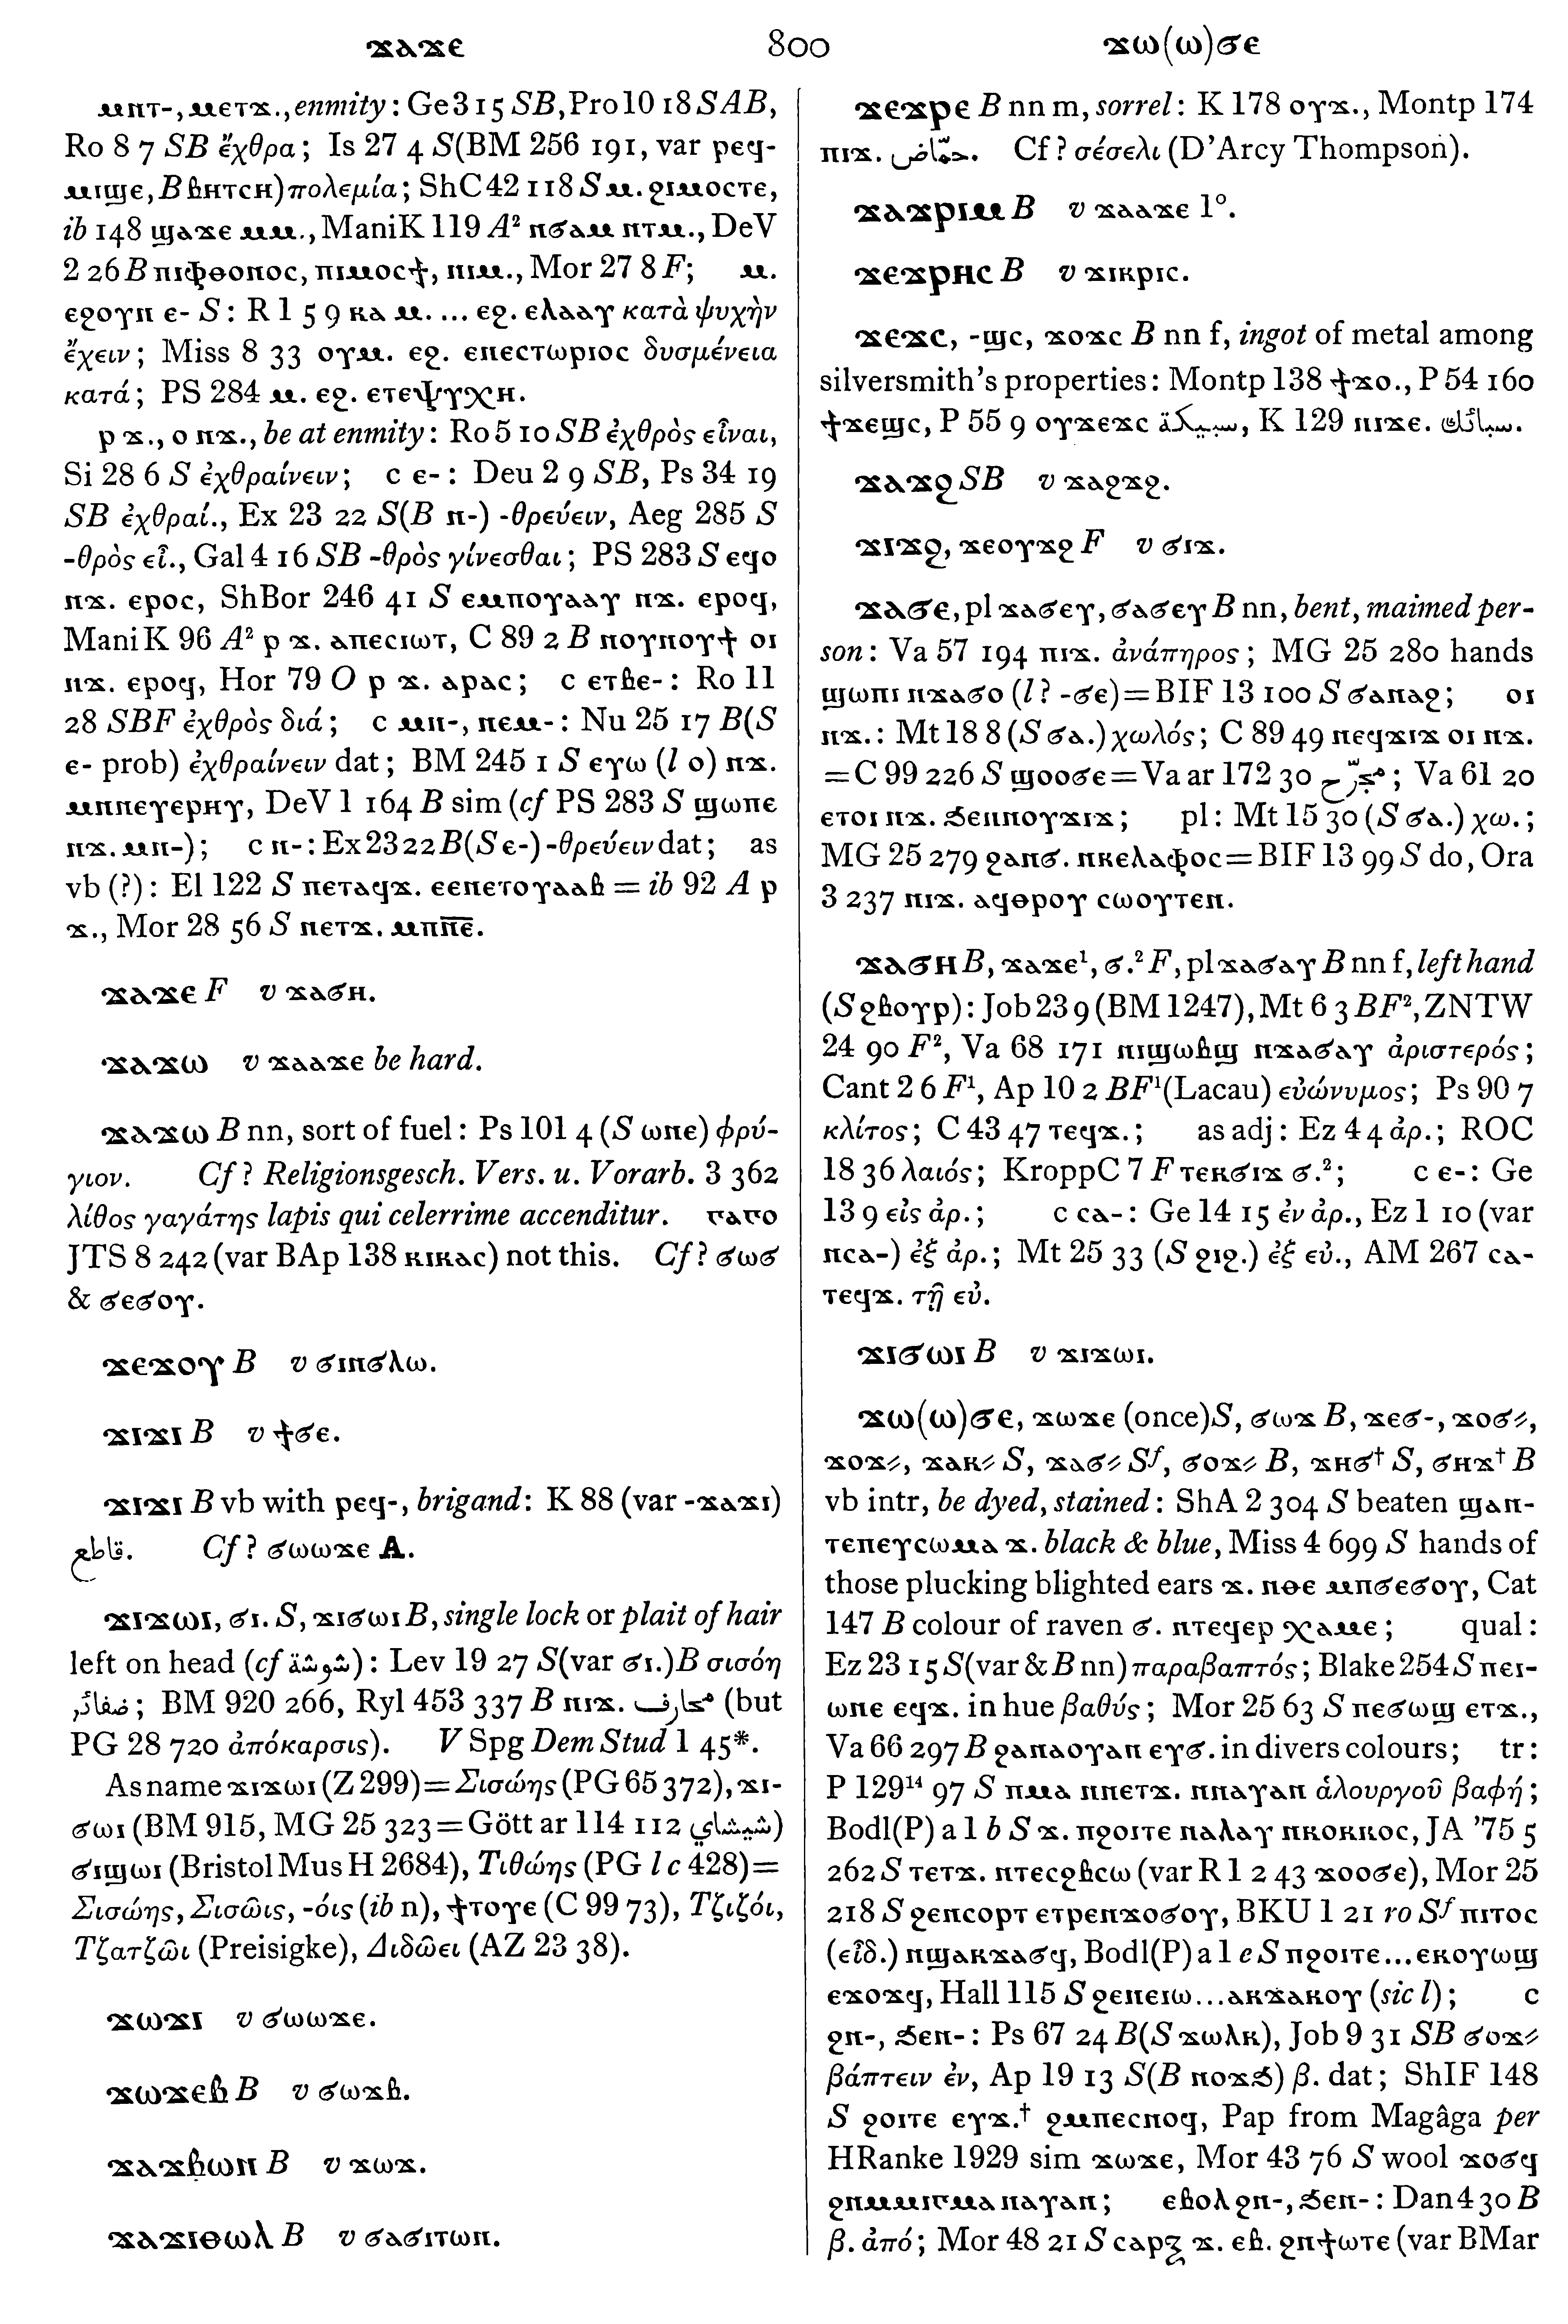 ϫⲁϫⲉ 800 ϫⲱ(ⲱ)ϭⲉ
ⲙⲛⲧ-, ⲙⲉⲧϫ., enmity: Ge 3 15 SB, Pro 10 18 SAB,
Ro 8 7 SB ἔχθρα; Is 27 4 S(BM 256 191, var ⲣⲉϥ-
ⲙⲓϣⲉ, B ⲃⲏⲧⲥⲏ) πολεμία; ShC 42 118 S ⲙ. ϩⲓⲙⲟⲥⲧⲉ,
ib 148 ϣⲁϫⲉ ⲙⲙ., ManiK 119 A² ⲛϭⲁⲙ ⲛⲧⲙ., DeV
2 26 B ⲡⲓⲫⲑⲟⲛⲟⲥ, ⲡⲓⲙⲟⲥϯ, ⲡⲓⲙ., Mor 27 8 F; ⲙ.
ⲉϩⲟⲩⲛ ⲉ- S: R 1 5 9 ⲕⲁ ⲙ. ... ⲉϩ. ⲉⲗⲁⲁⲩ κατὰ ψυχὴν
ἔχειν; Miss 8 33 ⲟⲩⲙ. ⲉϩ. ⲉⲛⲉⲥⲧⲱⲣⲓⲟⲥ δυσμένεια
κατά; PS 284 ⲙ. ⲉϩ. ⲉⲧⲉⲯⲩⲭⲏ.
ⲣ ϫ., ⲟ ⲛϫ., be at enmity: Ro 5 10 SB ἐχθρὸς εἶναι,
Si 28 6 S ἐχθραίνειν; c ⲉ-: Deu 2 9 SB, Ps 34 19
SB ἐχθραί., Ex 23 22 S(B ⲛ-) -θρεύειν, Aeg 285 S
-θρὸς εἶ., Gal 4 16 SB -θρὸς γίνεσθαι; PS 283 S ⲉϥⲟ
ⲛϫ. ⲉⲣⲟⲥ, ShBor 246 41 S ⲉⲙⲡⲟⲩⲁⲁⲩ ⲛϫ. ⲉⲣⲟϥ,
ManiK 96 A² ⲣ ϫ. ⲁⲡⲉⲥⲓⲱⲧ, C 89 2 B ⲛⲟⲩⲛⲟⲩϯ ⲟⲓ
ⲛϫ. ⲉⲣⲟϥ, Hor 79 O ⲣ ϫ. ⲁⲣⲁⲥ; c ⲉⲧⲃⲉ-: Ro 11
28 SBF ἐχθρὸς διά; c ⲙⲛ-, ⲛⲉⲙ-: Nu 25 17 B(S
ⲉ- prob) ἐχθραίνειν dat; BM 245 1 S ⲉⲩⲱ (l ⲟ) ⲛϫ.
ⲙⲛⲛⲉⲩⲉⲣⲏⲩ, DeV 1 164 B sim (cf PS 283 S ϣⲱⲡⲉ
ⲛϫ. ⲙⲛ-); c ⲛ-: Ex 23 22 B(S ⲉ-) -θρεύειν dat; as
vb (?): El 122 S ⲡⲉⲧⲁϥϫ. ⲉⲉⲡⲉⲧⲟⲩⲁⲁⲃ = ib 92 A ⲣ
ϫ., Mor 28 56 S ⲡⲉⲧϫ. ⲙⲡⲛⲟⲩⲧⲉ.
ϫⲁϫⲉ F v ϫⲁϭⲏ.
ϫⲁϫⲱ v ϫⲁⲁϫⲉ be hard.
ϫⲁϫⲱ B nn, sort of fuel: Ps 101 4 (S ⲱⲛⲉ) φρύ-
γιον. Cf ? Religionsgesch. Vers. u. Vorarb. 3 362
λίθος γαγάτης lapis qui celerrime accenditur. ⲅⲁⲅⲟ
JTS 8 242 (var BAp 138 ⲕⲓⲕⲁⲥ) not this. Cf ? ϭⲱϭ
& ϭⲉϭⲟⲩ.
ϫⲉϫⲟⲩ B v ϭⲓⲛϭⲗⲱ.
ϫⲓϫⲓ B v ϯϭⲉ.
ϫⲓϫⲓ B vb with ⲣⲉϥ-, brigand: K 88 (var -ϫⲁϫⲓ)
قاطع. Cf ? ϭⲱⲱϫⲉ A.
ϫⲓϫⲱⲓ, ϭⲓ. S, ϫⲓϭⲱⲓ B, single lock or plait of hair
left on head (cf شوشة): Lev 19 27 S(var ϭⲓ.)B σισόη
ضفائر; BM 920 266, Ryl 453 337 B ⲡⲓϫ. مخارف (but
PG 28 720 ἀπόκαρσις). V Spg Dem Stud 1 45*.
As name ϫⲓϫⲱⲓ (Z 299) = Σισώης (PG 65 372), ϫⲓ-
ϭⲱⲓ (BM 915, MG 25 323 = Gött ar 114 112 شيشاي)
ϭⲓϣⲱⲓ (Bristol Mus H 2684), Τιθώης (PG l c 428) =
Σισώης, Σισῶις, -όις (ib n), ϯⲧⲟⲩⲉ (C 99 73), Τζιζόι,
Τζατζῶι (Preisigke), Διδῶει (AZ 23 38).
ϫⲱϫⲓ v ϭⲱⲱϫⲉ.
ϫⲱϫⲉⲃ B v ϭⲱϫⲃ.
ϫⲁϫⲃⲱⲛ B v ϫⲱϫ.
ϫⲁϫⲓⲑⲱⲗ B v ϭⲁϭⲓⲧⲱⲛ.
ϫⲉϫⲣⲉ B nn m, sorrel: K 178 ⲟⲩϫ., Montp 174
ⲡⲓϫ. حمّاض. Cf ? σέσελι (D'Arcy Thompson).
ϫⲁϫⲣⲓⲙ B v ϫⲁⲁϫⲉ 1°.
ϫⲉϫⲣⲏⲥ B v ϫⲓⲕⲣⲓⲥ.
ϫⲉϫⲥ, -ϣⲥ, ϫⲟϫⲥ B nn f, ingot of metal among
silversmith's properties: Montp 138 ϯϫⲟ., P 54 160
ϯϫⲉϣⲥ, P 55 9 ⲟⲩϫⲉϫⲥ سبيكة, K 129 ⲡⲓϫⲉ. سبائك.
ϫⲁϫϩ SB v ϫⲁϩϫϩ.
ϫⲓϫϩ, ϫⲉⲟⲩϫϩ F v ϭⲓϫ.
ϫⲁϭⲉ, pl ϫⲁϭⲉⲩ, ϭⲁϭⲉⲩ B nn, bent, maimed per-
son: Va 57 194 ⲡⲓϫ. ἀνάπηρος; MG 25 280 hands
ϣⲱⲡⲓ ⲛϫⲁϭⲟ (l ? -ϭⲉ) = BIF 13 100 S ϭⲁⲛⲁϩ; ⲟⲓ
ⲛϫ.: Mt 18 8 (S ϭⲁ.) χωλός; C 89 49 ⲡⲉϥϫⲓϫ ⲟⲓ ⲛϫ.
= C 99 226 S ϣⲟⲟϭⲉ = Va ar 172 30 ; Va 61 20
ⲉⲧⲟⲓ ⲛϫ. ϧⲉⲛⲛⲟⲩϫⲓϫ; pl: Mt 15 30 (S ϭⲁ.) χω.;
MG 25 279 ϩⲁⲛϭ. ⲛⲕⲉⲗⲁⲫⲟⲥ = BIF 13 99 S do, Ora
3 237 ⲡⲓϫ. ⲁϥⲑⲣⲟⲩ ⲥⲱⲟⲩⲧⲉⲛ.
ϫⲁϭⲏ B, ϫⲁϫⲉ¹, ϭ.² F, pl ϫⲁϭⲁⲩ B nn f, left hand
(S ϩⲃⲟⲩⲣ): Job 23 9 (BM 1247), Mt 6 3 BF², ZNTW
24 90 F², Va 68 171 ⲡⲓϣⲱⲃϣ ⲛϫⲁϭⲁⲩ ἀριστερός;
Cant 2 6 F¹, Ap 10 2 BF¹ (Lacau) εὐώνυμος; Ps 90 7
κλίτος; C 43 47 ⲧⲉϥϫ.; as adj: Ez 4 4 ἀρ.; ROC
18 36 λαιός; KroppC 7 F ⲧⲉⲕϭⲓϫ ϭ.²; c ⲉ-: Ge
13 9 εἰς ἀρ.; c ⲥⲁ-: Ge 14 15 ἐν ἀρ., Ez 1 10 (var
ⲛⲥⲁ-) ἐξ ἀρ.; Mt 25 33 (S ϩⲓϩ.) ἐξ εὐ., AM 267 ⲥⲁ-
ⲧⲉϥϫ. τῇ εὐ.
ϫⲓϭⲱⲓ B v ϫⲓϫⲱⲓ.
ϫⲱ(ⲱ)ϭⲉ, ϫⲱϫⲉ (once) S, ϭⲱϫ B, ϫⲉϭ-, ϫⲟϭ⸗,
ϫⲟϫ⸗, ϫⲁⲕ⸗ S, ϫⲁϭ⸗ Sᶠ, ϭⲟϫ⸗ B, ϫⲏϭ† S, ϭⲏϫ† B
vb intr, be dyed, stained: ShA 2 304 S beaten ϣⲁⲛ-
ⲧⲉⲡⲉⲩⲥⲱⲙⲁ ϫ. black & blue, Miss 4 699 S hands of
those plucking blighted ears ϫ. ⲛⲑⲉ ⲙⲡϭⲉϭⲟⲩ, Cat
147 B colour of raven ϭ. ⲛⲧⲉϥⲉⲣ ⲭⲁⲙⲉ; qual:
Ez 23 15 S(var & B nn) παραβαπτός; Blake 254 S ⲡⲉⲓ-
ⲱⲛⲉ ⲉϥϫ. in hue βαθύς; Mor 25 63 S ⲡⲉϭⲱϣ ⲉⲧϫ.,
Va 66 297 B ϩⲁⲛⲁⲟⲩⲁⲛ ⲉⲩϭ. in divers colours; tr:
P 129¹⁴ 97 S ⲡⲙⲁ ⲛⲛⲉⲧϫ. ⲛⲛⲁⲩⲁⲛ ἁλουργοῦ βαφή;
Bodl(P) a 1 b S ϫ. ⲡϩⲟⲓⲧⲉ ⲛⲁⲗⲁⲩ ⲛⲕⲟⲕⲕⲟⲥ, JA '75 5
262 S ⲧⲉⲧϫ. ⲛⲧⲉⲥϩⲃⲥⲱ (var R 1 2 43 ϫⲟⲟϭⲉ), Mor 25
218 S ϩⲉⲛⲥⲟⲣⲧ ⲉⲧⲣⲉⲛϫⲟϭⲟⲩ, BKU 1 21 ro Sᶠ ⲡⲓⲧⲟⲥ
(εἶδ.) ⲛϣⲁⲕϫⲁϭϥ, Bodl(P) a 1 e S ⲡϩⲟⲓⲧⲉ...ⲉⲕⲟⲩⲱϣ
ⲉϫⲟϫϥ, Hall 115 S ϩⲉⲛⲉⲓⲱ...ⲁⲕϫⲁⲕⲟⲩ (sic l); c
ϩⲛ-, ϧⲉⲛ-: Ps 67 24 B(S ϫⲱⲗⲕ), Job 9 31 SB ϭⲟϫ⸗
βάπτειν ἐν, Ap 19 13 S(B ⲛⲟϫϧ) β. dat; ShIF 148
S ϩⲟⲓⲧⲉ ⲉⲩϫ.† ϩⲙⲡⲉⲥⲛⲟϥ, Pap from Magâga per
HRanke 1929 sim ϫⲱϫⲉ, Mor 43 76 S wool ϫⲟϭϥ
ϩⲛⲙⲙⲓⲅⲙⲁ ⲛⲁⲩⲁⲛ; ⲉⲃⲟⲗ ϩⲛ-, ϧⲉⲛ-: Dan 4 30 B
β. ἀπό; Mor 48 21 S ⲥⲁⲣⲝ ϫ. ⲉⲃ. ϩⲛϯⲱⲧⲉ (var BMar